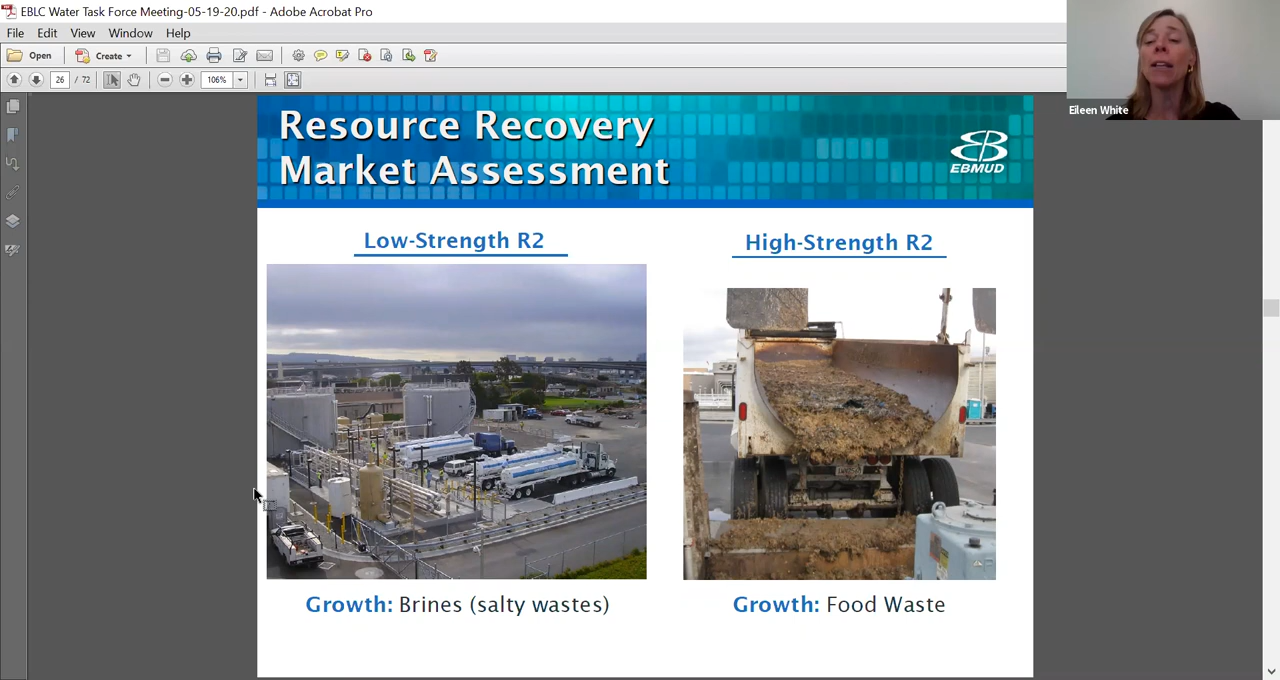 EBLC Water Task Force Meeting-05-19-20.pdf - Adobe Acrobat Pro
File Edit View Window Help
Open Create
26 / 72 106%
Eileen White
Resource Recovery
Market Assessment
EBMUD
Low-Strength R2
High-Strength R2
Growth: Brines (salty wastes)
Growth: Food Waste